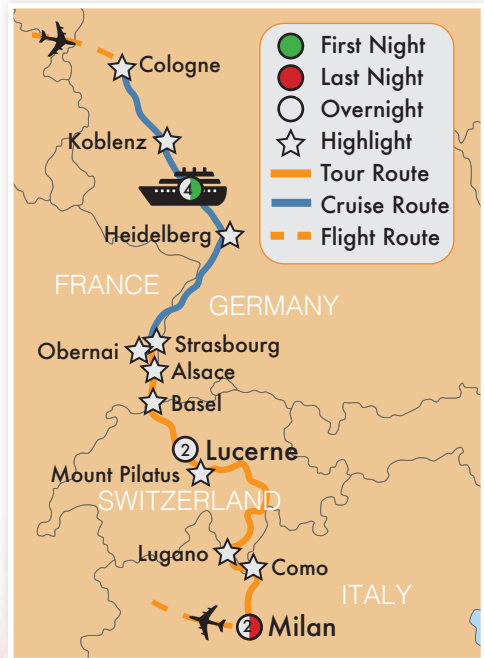 Cologne
Koblenz
4
Heidelberg
FRANCE
GERMANY
Obernai
Strasbourg
Alsace
Basel
2
Lucerne
Mount Pilatus
SWITZERLAND
Lugano
Como
ITALY
2
Milan
First Night
Last Night
Overnight
Highlight
Tour Route
Cruise Route
Flight Route